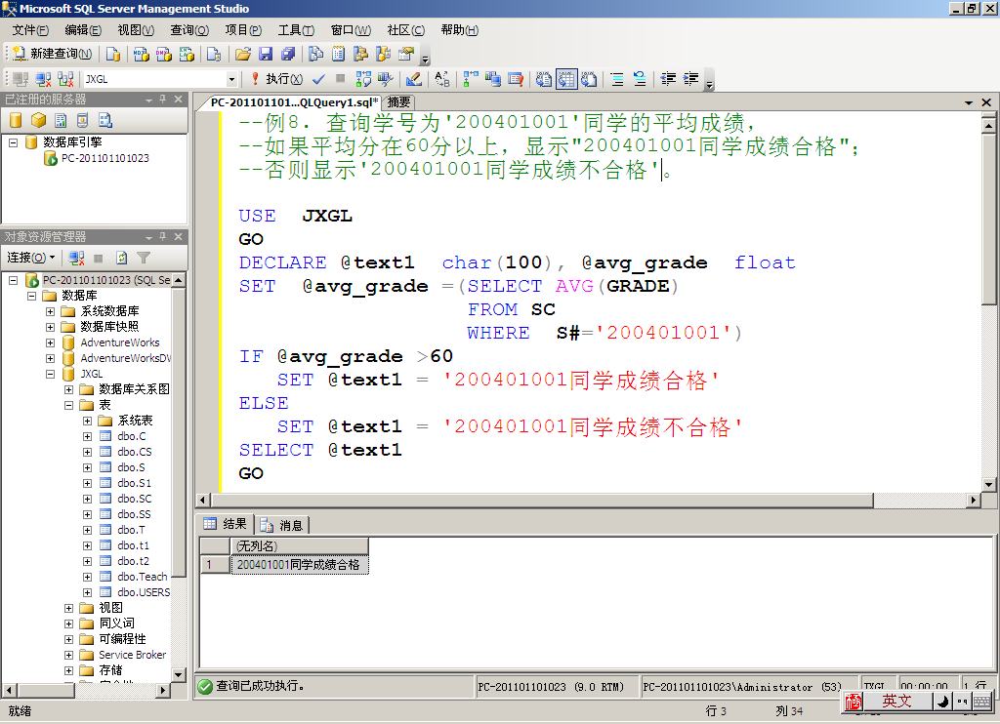 Microsoft SQL Server Management Studio
文件(F) 编辑(E) 视图(V) 查询(Q) 项目(P) 工具(T) 窗口(W) 社区(C) 帮助(H)
新建查询(N)
JXGL 执行(X)
已注册的服务器
数据库引擎
PC-201101101023
对象资源管理器
连接(O)
PC-201101101023 (SQL Se
数据库
系统数据库
数据库快照
AdventureWorks
AdventureWorksDW
JXGL
数据库关系图
表
系统表
dbo.C
dbo.CS
dbo.S
dbo.S1
dbo.SC
dbo.SS
dbo.T
dbo.t1
dbo.t2
dbo.Teach
dbo.USERS
视图
同义词
可编程性
Service Broker
存储
PC-201101101...QLQuery1.sql* 摘要
--例8. 查询学号为'200401001'同学的平均成绩,
--如果平均分在60分以上, 显示"200401001同学成绩合格";
--否则显示'200401001同学成绩不合格'。
USE JXGL
GO
DECLARE @text1 char(100), @avg_grade float
SET @avg_grade =(SELECT AVG(GRADE)
FROM SC
WHERE S#='200401001')
IF @avg_grade >60
SET @text1 = '200401001同学成绩合格'
ELSE
SET @text1 = '200401001同学成绩不合格'
SELECT @text1
GO
结果 消息
(无列名)
1 200401001同学成绩合格
查询已成功执行。 PC-201101101023 (9.0 RTM) PC-201101101023\Administrator (53) JXGL 00:00:00 1 行
就绪 行 3 列 34
英文